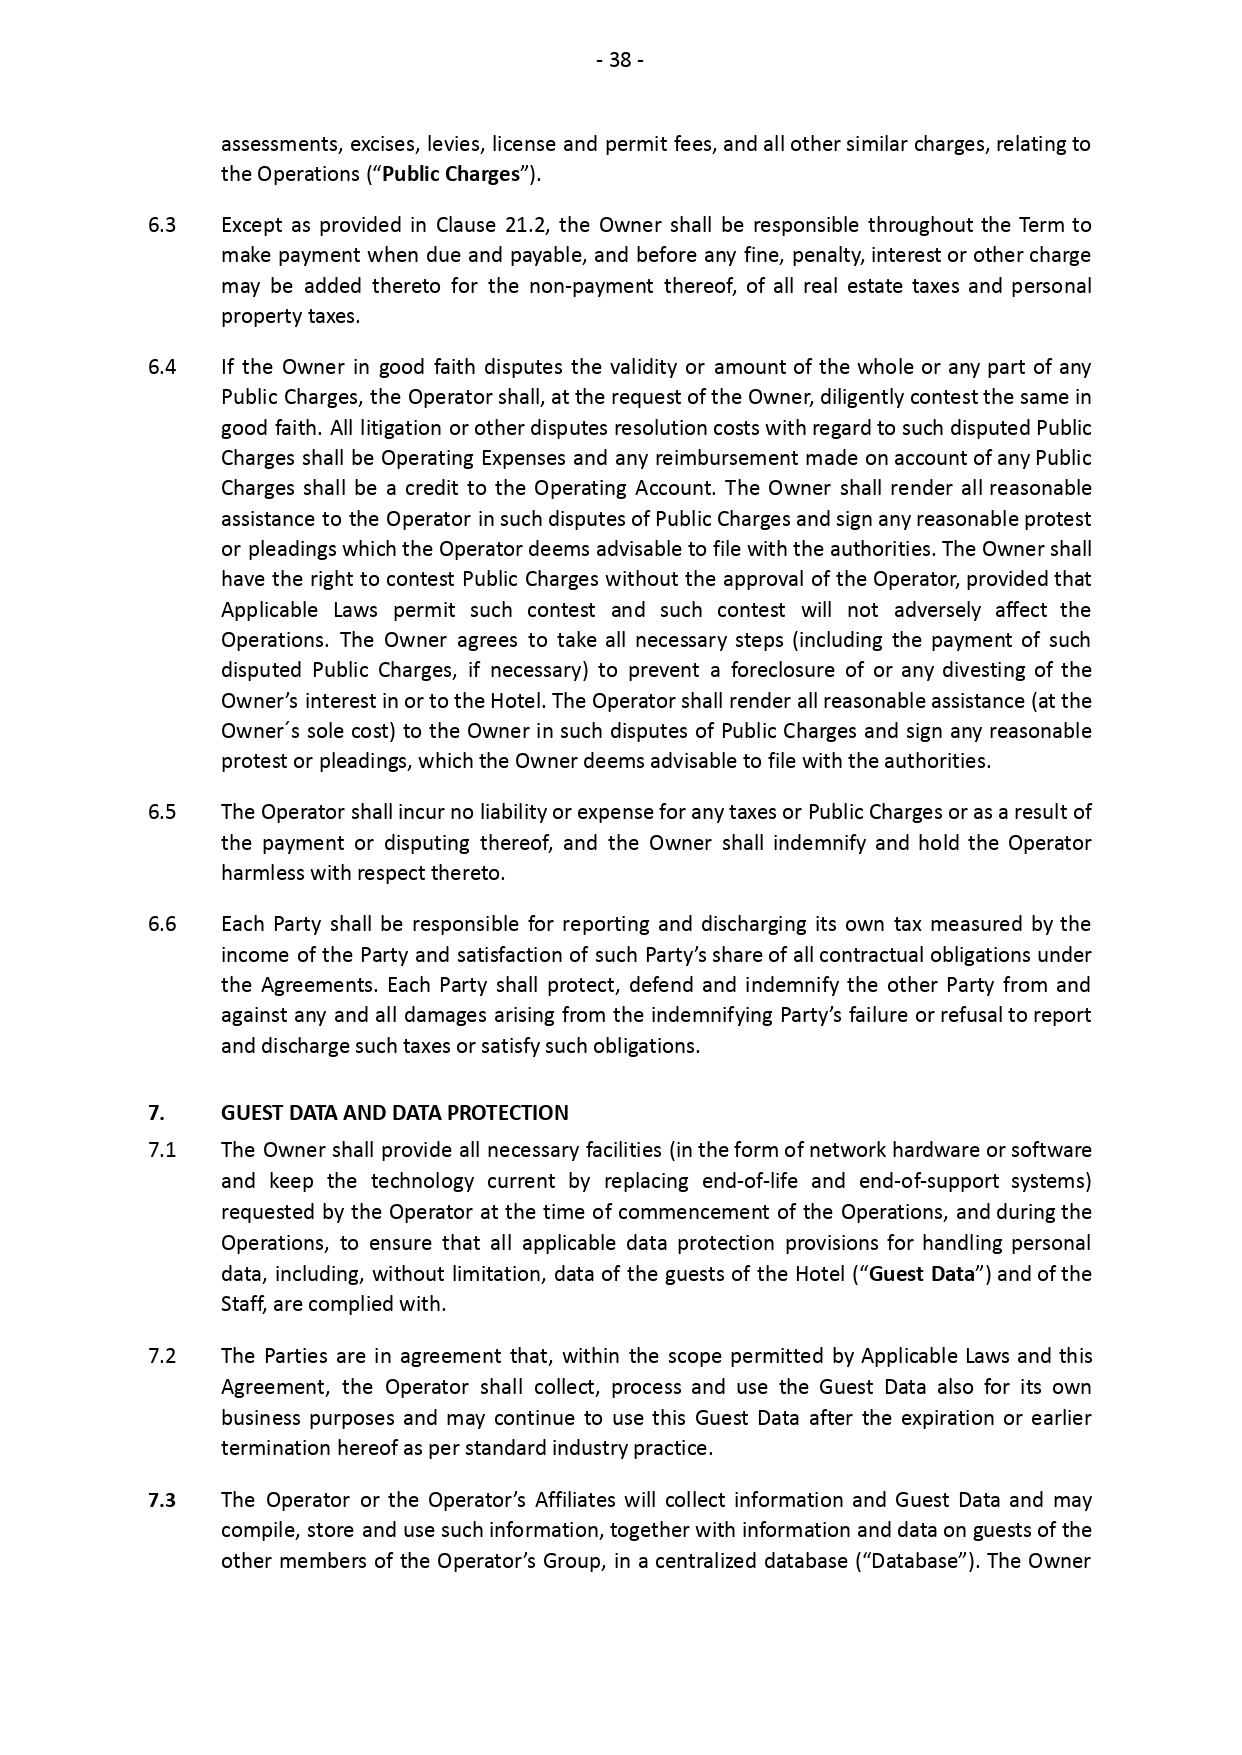 - 38 -
assessments, excises, levies, license and permit fees, and all other similar charges, relating to
the Operations (“Public Charges”).
6.3 Except as provided in Clause 21.2, the Owner shall be responsible throughout the Term to
make payment when due and payable, and before any fine, penalty, interest or other charge
may be added thereto for the non-payment thereof, of all real estate taxes and personal
property taxes.
6.4 If the Owner in good faith disputes the validity or amount of the whole or any part of any
Public Charges, the Operator shall, at the request of the Owner, diligently contest the same in
good faith. All litigation or other disputes resolution costs with regard to such disputed Public
Charges shall be Operating Expenses and any reimbursement made on account of any Public
Charges shall be a credit to the Operating Account. The Owner shall render all reasonable
assistance to the Operator in such disputes of Public Charges and sign any reasonable protest
or pleadings which the Operator deems advisable to file with the authorities. The Owner shall
have the right to contest Public Charges without the approval of the Operator, provided that
Applicable Laws permit such contest and such contest will not adversely affect the
Operations. The Owner agrees to take all necessary steps (including the payment of such
disputed Public Charges, if necessary) to prevent a foreclosure of or any divesting of the
Owner’s interest in or to the Hotel. The Operator shall render all reasonable assistance (at the
Owner´s sole cost) to the Owner in such disputes of Public Charges and sign any reasonable
protest or pleadings, which the Owner deems advisable to file with the authorities.
6.5 The Operator shall incur no liability or expense for any taxes or Public Charges or as a result of
the payment or disputing thereof, and the Owner shall indemnify and hold the Operator
harmless with respect thereto.
6.6 Each Party shall be responsible for reporting and discharging its own tax measured by the
income of the Party and satisfaction of such Party’s share of all contractual obligations under
the Agreements. Each Party shall protect, defend and indemnify the other Party from and
against any and all damages arising from the indemnifying Party’s failure or refusal to report
and discharge such taxes or satisfy such obligations.
7. GUEST DATA AND DATA PROTECTION
7.1 The Owner shall provide all necessary facilities (in the form of network hardware or software
and keep the technology current by replacing end-of-life and end-of-support systems)
requested by the Operator at the time of commencement of the Operations, and during the
Operations, to ensure that all applicable data protection provisions for handling personal
data, including, without limitation, data of the guests of the Hotel (“Guest Data”) and of the
Staff, are complied with.
7.2 The Parties are in agreement that, within the scope permitted by Applicable Laws and this
Agreement, the Operator shall collect, process and use the Guest Data also for its own
business purposes and may continue to use this Guest Data after the expiration or earlier
termination hereof as per standard industry practice.
7.3 The Operator or the Operator’s Affiliates will collect information and Guest Data and may
compile, store and use such information, together with information and data on guests of the
other members of the Operator’s Group, in a centralized database (“Database”). The Owner